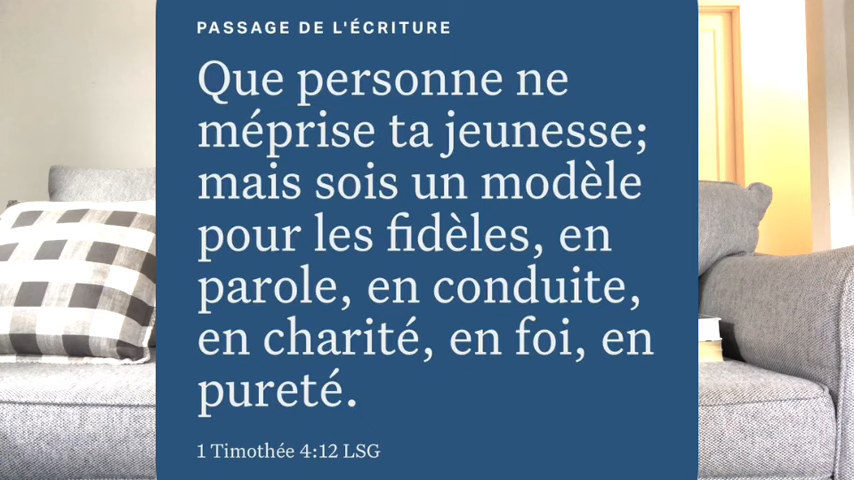 PASSAGE DE L'ÉCRITURE
Que personne ne
méprise ta jeunesse;
mais sois un modèle
pour les fidèles, en
parole, en conduite,
en charité, en foi, en
pureté.
1 Timothée 4:12 LSG